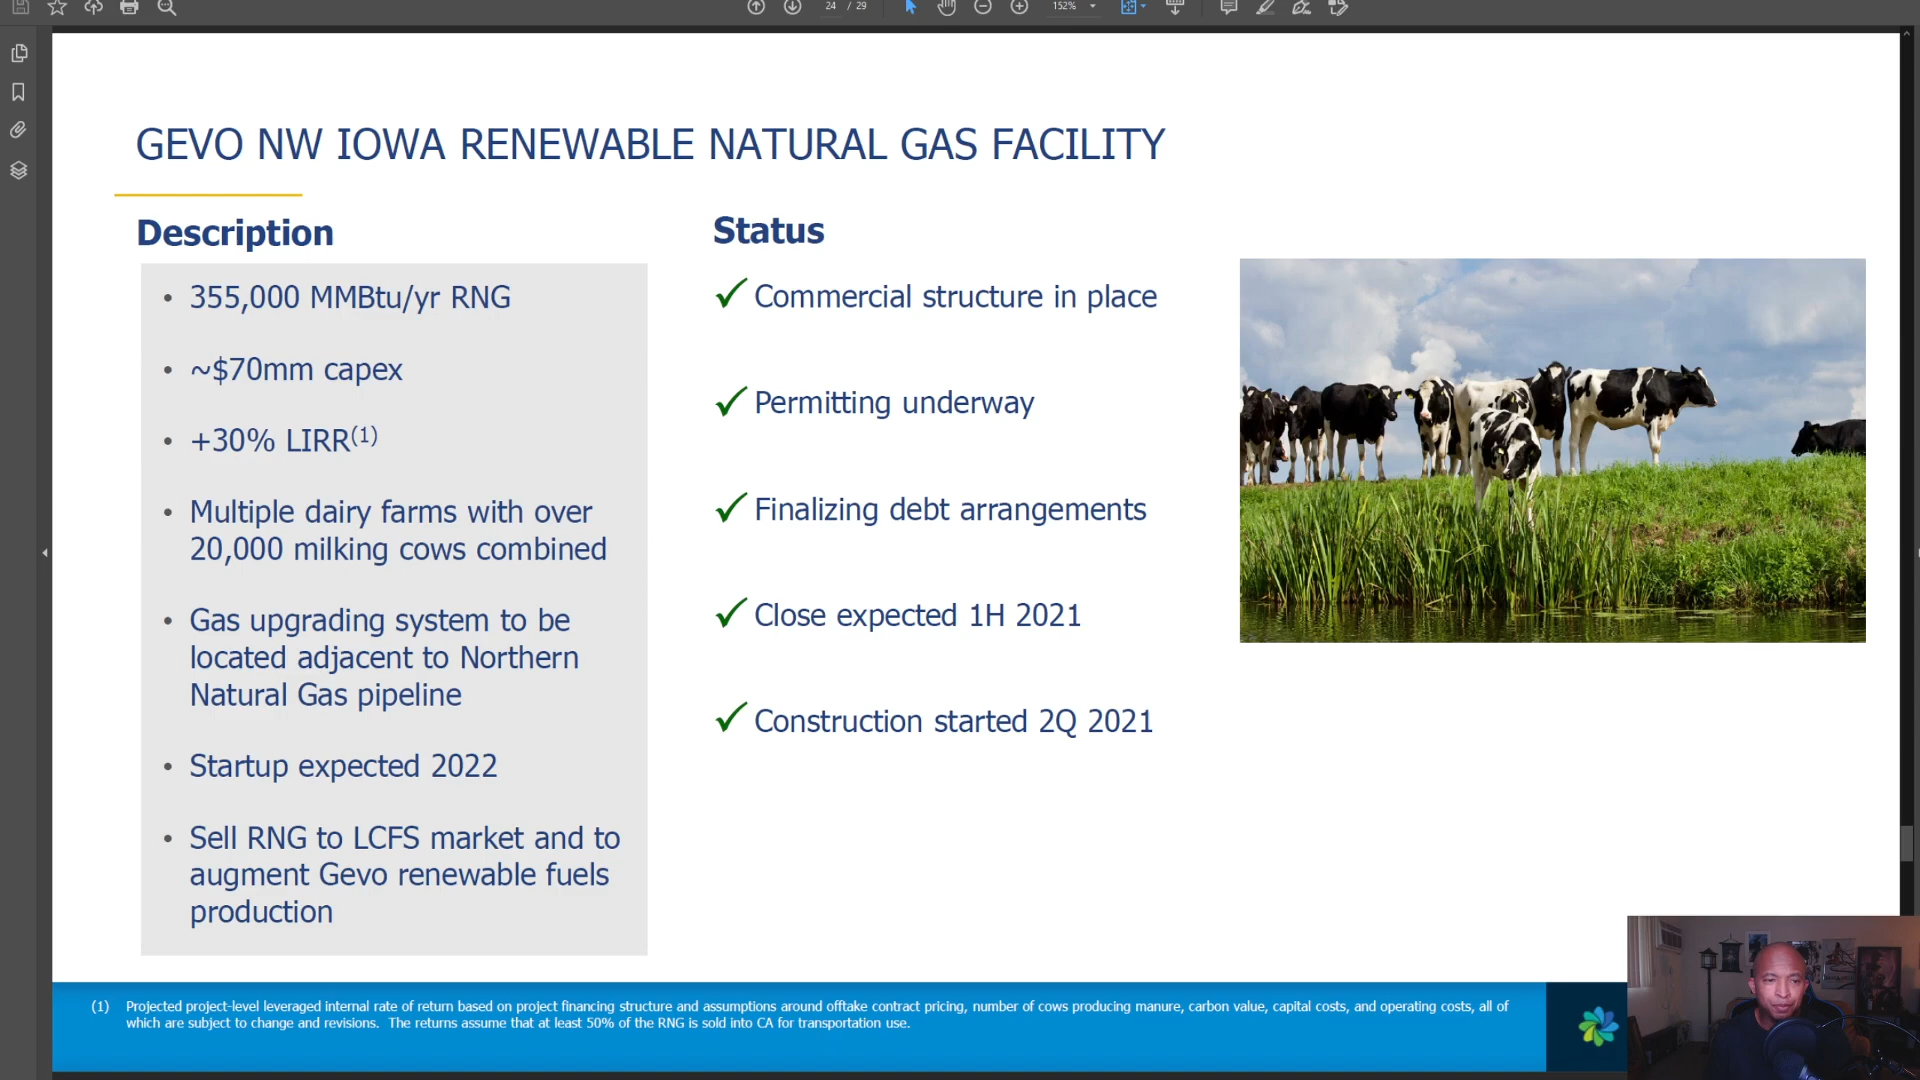 24 / 29
152%
GEVO NW IOWA RENEWABLE NATURAL GAS FACILITY
Description
• 355,000 MMBtu/yr RNG
• ~$70mm capex
• +30% LIRR(1)
• Multiple dairy farms with over
20,000 milking cows combined
• Gas upgrading system to be
located adjacent to Northern
Natural Gas pipeline
• Startup expected 2022
• Sell RNG to LCFS market and to
augment Gevo renewable fuels
production
Status
✓ Commercial structure in place
✓ Permitting underway
✓ Finalizing debt arrangements
✓ Close expected 1H 2021
✓ Construction started 2Q 2021
(1) Projected project-level leveraged internal rate of return based on project financing structure and assumptions around offtake contract pricing, number of cows producing manure, carbon value, capital costs, and operating costs, all of
which are subject to change and revisions. The returns assume that at least 50% of the RNG is sold into CA for transportation use.